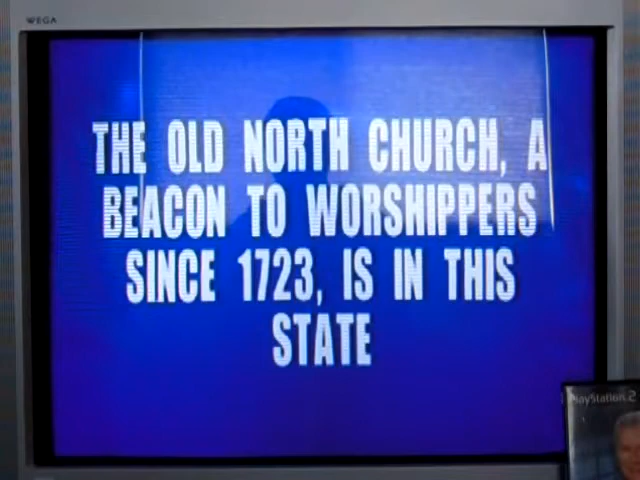 WEGA
THE OLD NORTH CHURCH, A
BEACON TO WORSHIPPERS
SINCE 1723, IS IN THIS
STATE
PlayStation.2